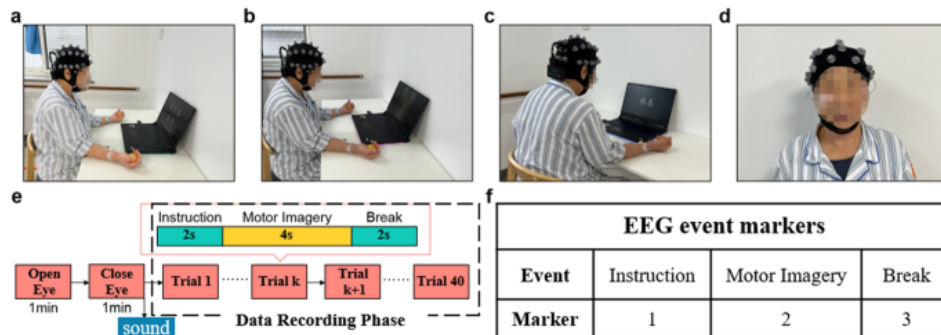 a
b
c
d
e
Instruction Motor Imagery Break
2s 4s 2s
Open Eye
1min
Close Eye
1min
Trial 1
Trial k
Trial k+1
Trial 40
sound
Data Recording Phase
f
EEG event markers
Event Instruction Motor Imagery Break
Marker 1 2 3